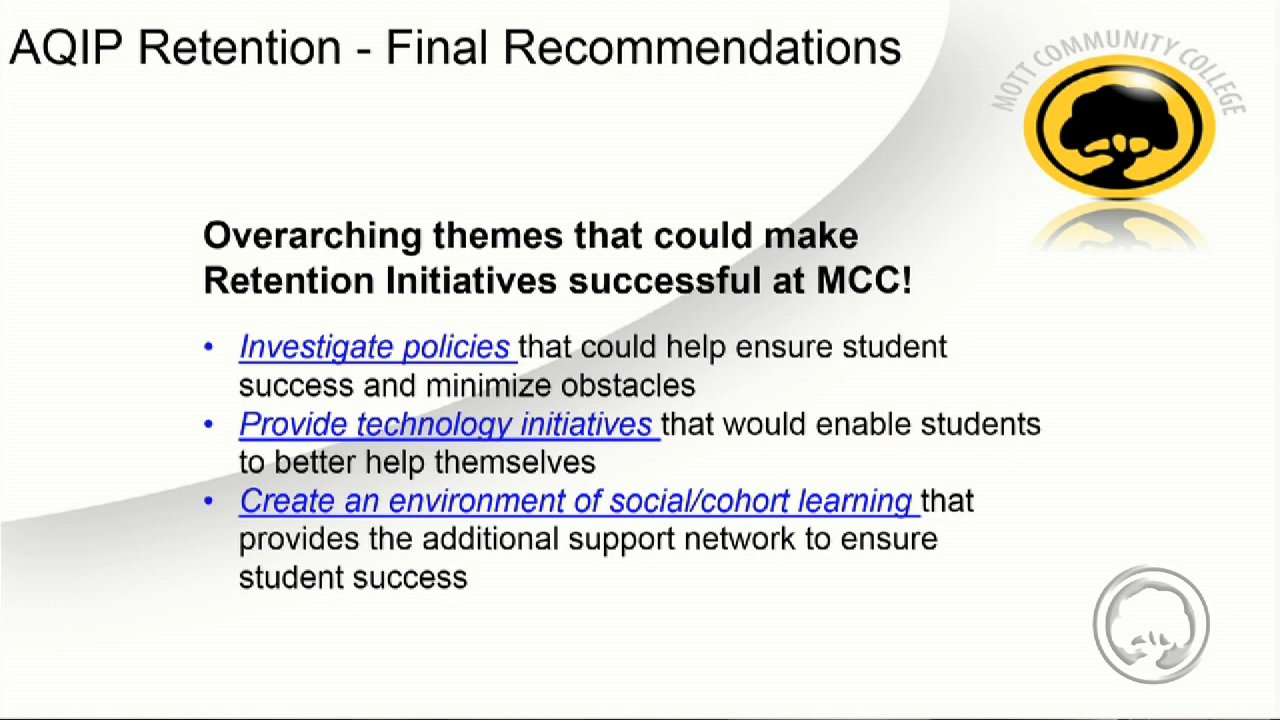 AQIP Retention - Final Recommendations
MOTT COMMUNITY COLLEGE
Overarching themes that could make
Retention Initiatives successful at MCC!
• Investigate policies that could help ensure student
success and minimize obstacles
• Provide technology initiatives that would enable students
to better help themselves
• Create an environment of social/cohort learning that
provides the additional support network to ensure
student success